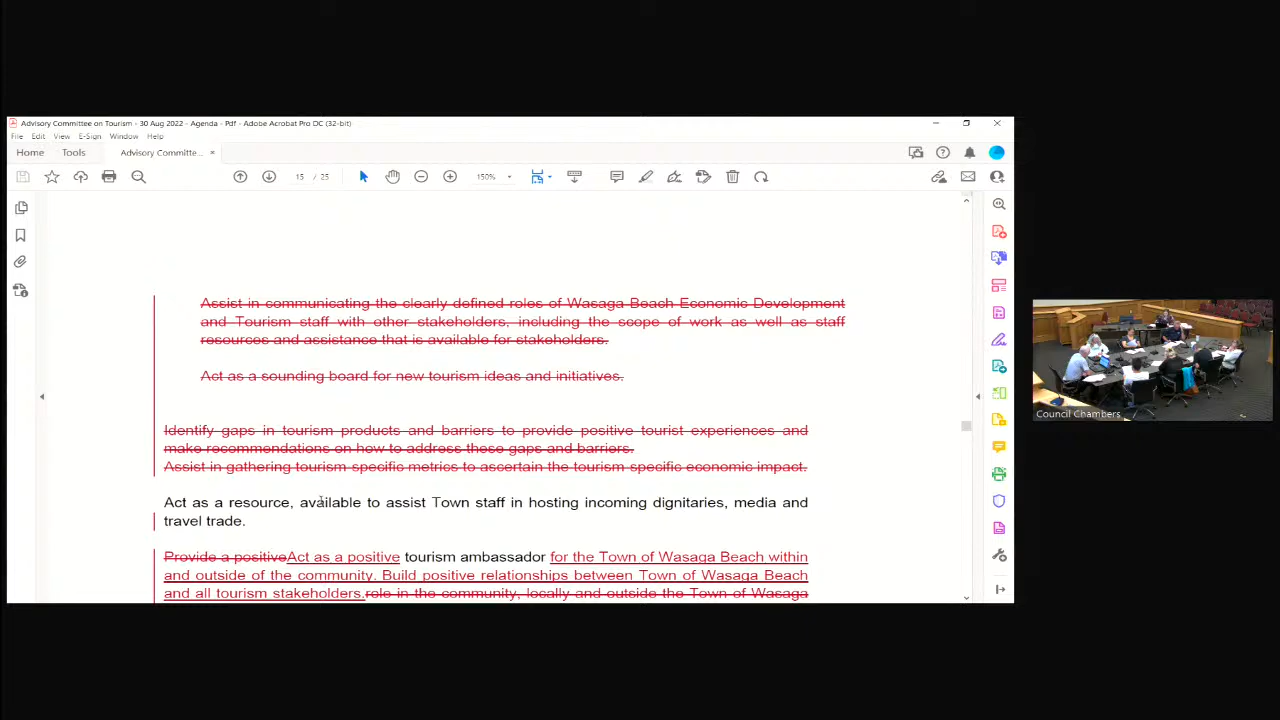 Advisory Committee on Tourism - 30 Aug 2022 - Agenda - Pdf - Adobe Acrobat Pro DC (32-bit)
File Edit View E-Sign Window Help
Home Tools Advisory Committe... ×
15 / 25 150%
Assist in communicating the clearly defined roles of Wasaga Beach Economic Development
and Tourism staff with other stakeholders, including the scope of work as well as staff
resources and assistance that is available for stakeholders.
Act as a sounding board for new tourism ideas and initiatives.
Identify gaps in tourism products and barriers to provide positive tourist experiences and
make recommendations on how to address these gaps and barriers.
Assist in gathering tourism specific metrics to ascertain the tourism specific economic impact.
Act as a resource, available to assist Town staff in hosting incoming dignitaries, media and
travel trade.
Provide a positiveAct as a positive tourism ambassador for the Town of Wasaga Beach within
and outside of the community. Build positive relationships between Town of Wasaga Beach
and all tourism stakeholders.role in the community, locally and outside the Town of Wasaga
Council Chambers